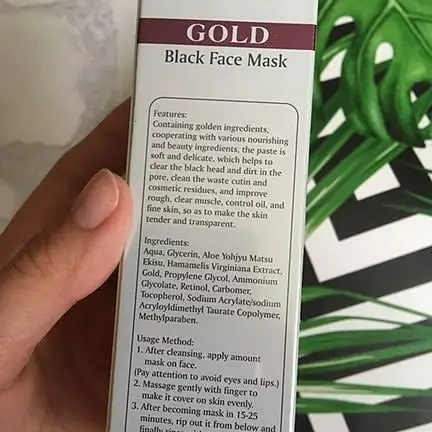 GOLD
Black Face Mask
Features:
Containing golden ingredients,
cooperating with various nourishing
and beauty ingredients, the paste is
soft and delicate, which helps to
clear the black head and dirt in the
pore, clean the waste cutin and
cosmetic residues, and improve
rough, clear muscle, control oil, and
fine skin, so as to make the skin
tender and transparent.
Ingredients:
Aqua, Glycerin, Aloe Yohjyu Matsu
Ekisu, Hamamelis Virginiana Extract,
Gold, Propylene Glycol, Ammonium
Glycolate, Retinol, Carbomer,
Tocopherol, Sodium Acrylate/sodium
Acryloyldimethyl Taurate Copolymer,
Methylparaben.
Usage Method:
1. After cleansing, apply amount
mask on face.
(Pay attention to avoid eyes and lips.)
2. Massage gently with finger to
make it cover on skin evenly.
3. After becoming mask in 15-25
minutes, rip out it from below and
finally